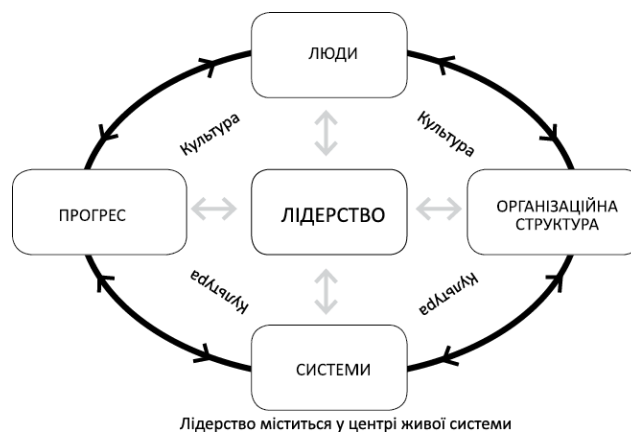 ЛЮДИ
Культура
Культура
ПРОГРЕС
ЛІДЕРСТВО
ОРГАНІЗАЦІЙНА
СТРУКТУРА
Культура
Культура
СИСТЕМИ
Лідерство міститься у центрі живої системи